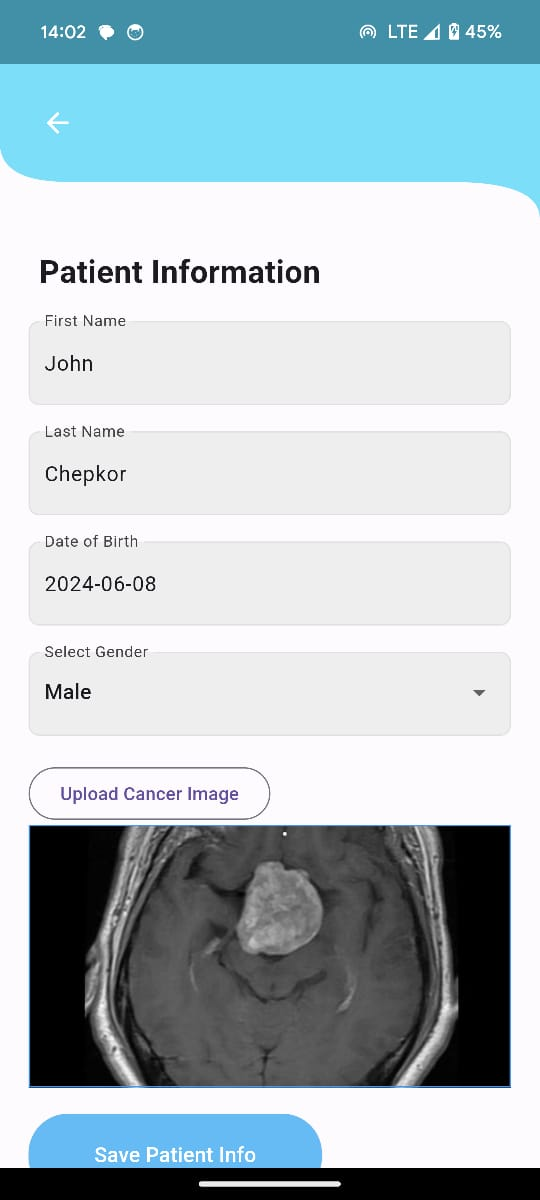 14:02 LTE 45%
Patient Information
First Name
John
Last Name
Chepkor
Date of Birth
2024-06-08
Select Gender
Male
Upload Cancer Image
Save Patient Info